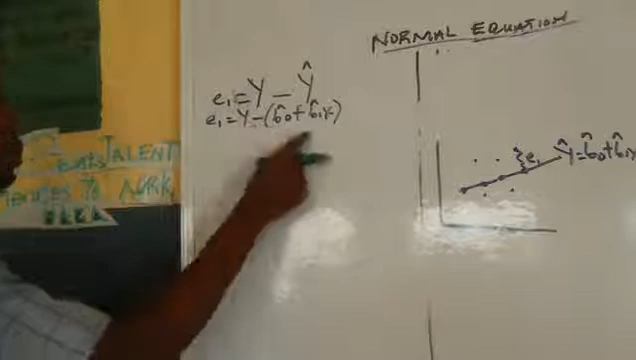 NORMAL EQUATION
e₁ = Y − Ŷ
e₁ = Y − (b̂₀ + b̂₁X)
e₁
Ŷ = b̂₀ + b̂₁X
TALENT
TO WORK